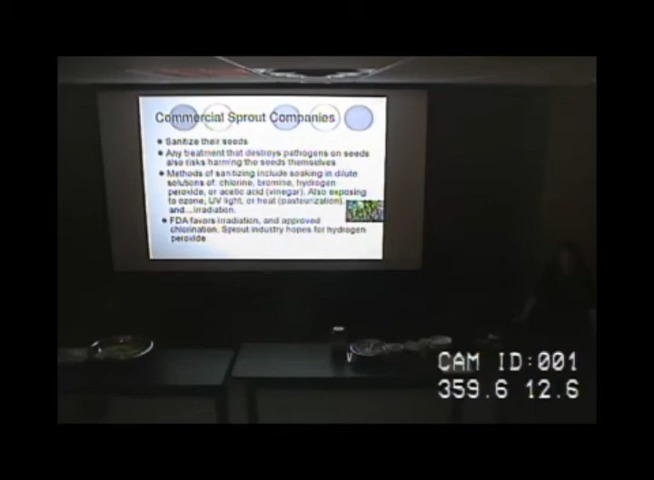 Commercial Sprout Companies
Sanitize their seeds
Any treatment that destroys pathogens on seeds
also risks harming the seeds themselves
Methods of sanitizing include soaking in dilute
solutions of: chlorine, bromine, hydrogen
peroxide, or acetic acid (vinegar). Also exposing
to ozone, UV light, or heat (pasteurization),
and...irradiation.
FDA favors irradiation, and approved
chlorination. Sprout industry hopes for hydrogen
peroxide
CAM ID:001
359.6 12.6